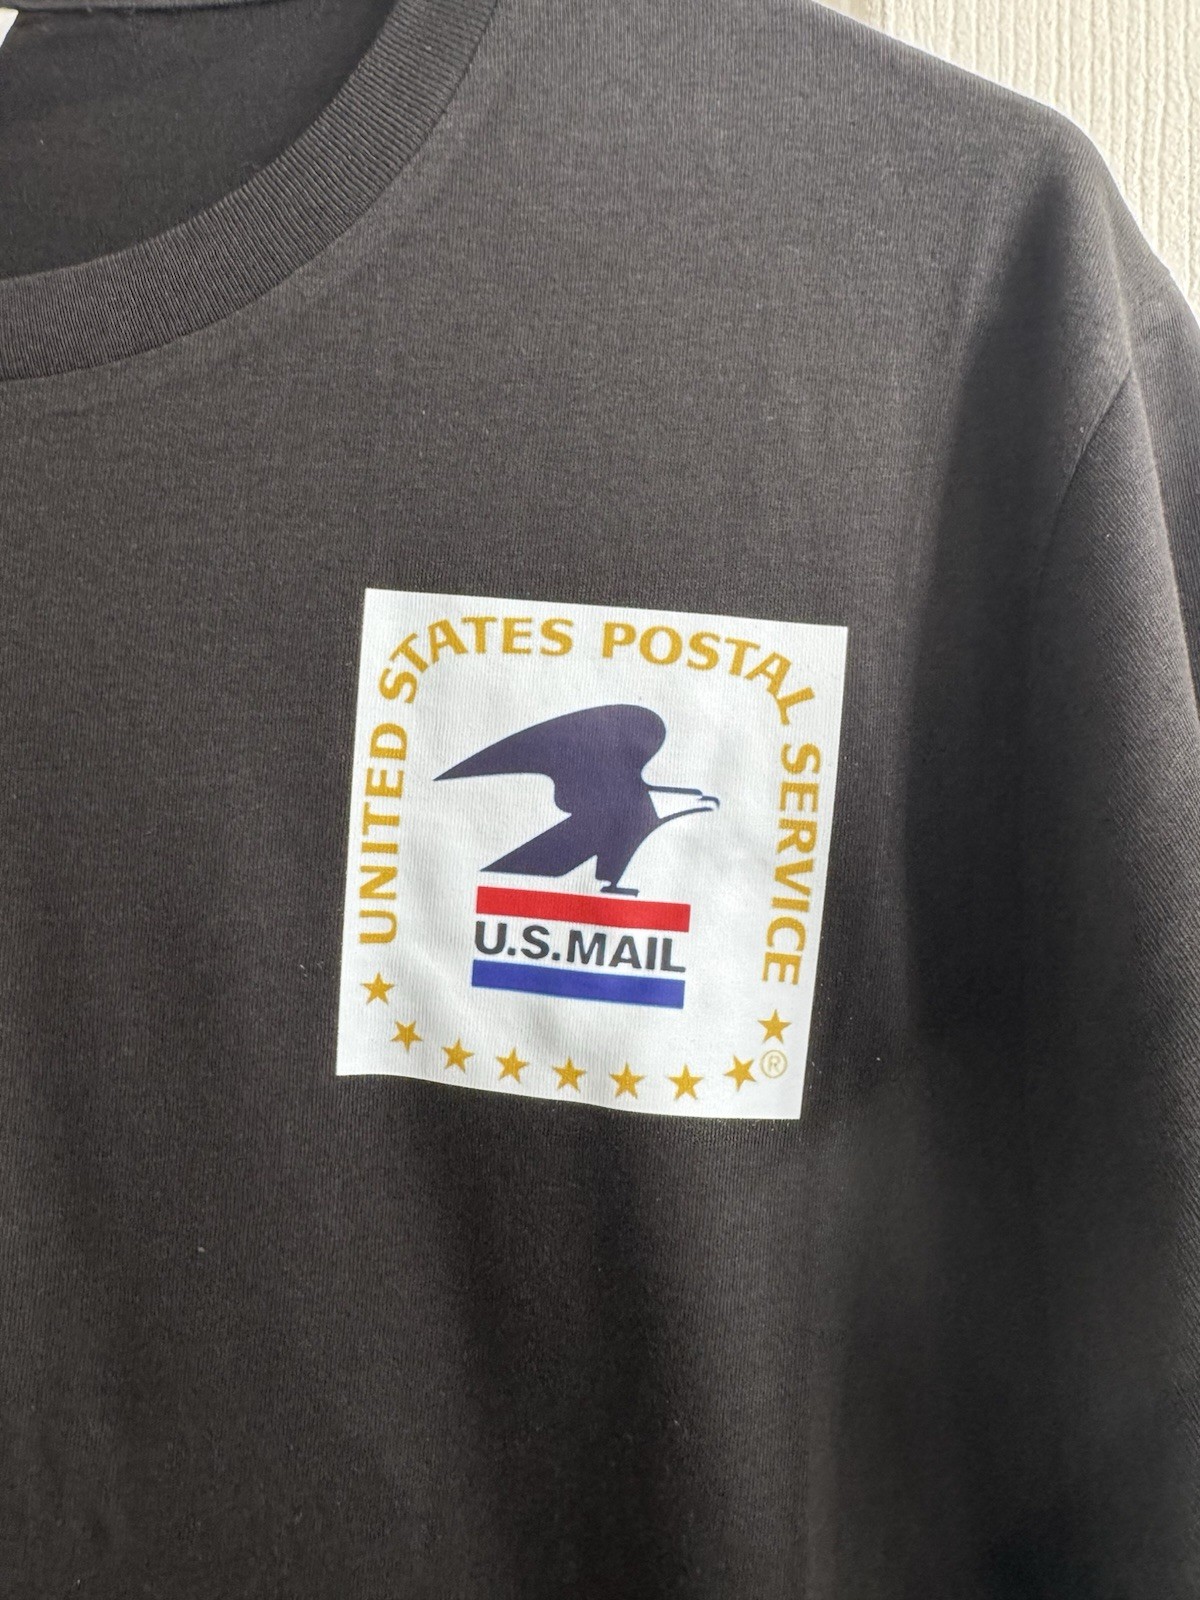 UNITED STATES POSTAL SERVICE
U.S.MAIL
®